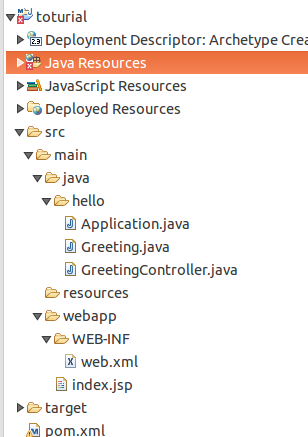 toturial
Deployment Descriptor: Archetype Crea
Java Resources
JavaScript Resources
Deployed Resources
src
main
java
hello
Application.java
Greeting.java
GreetingController.java
resources
webapp
WEB-INF
web.xml
index.jsp
target
pom.xml